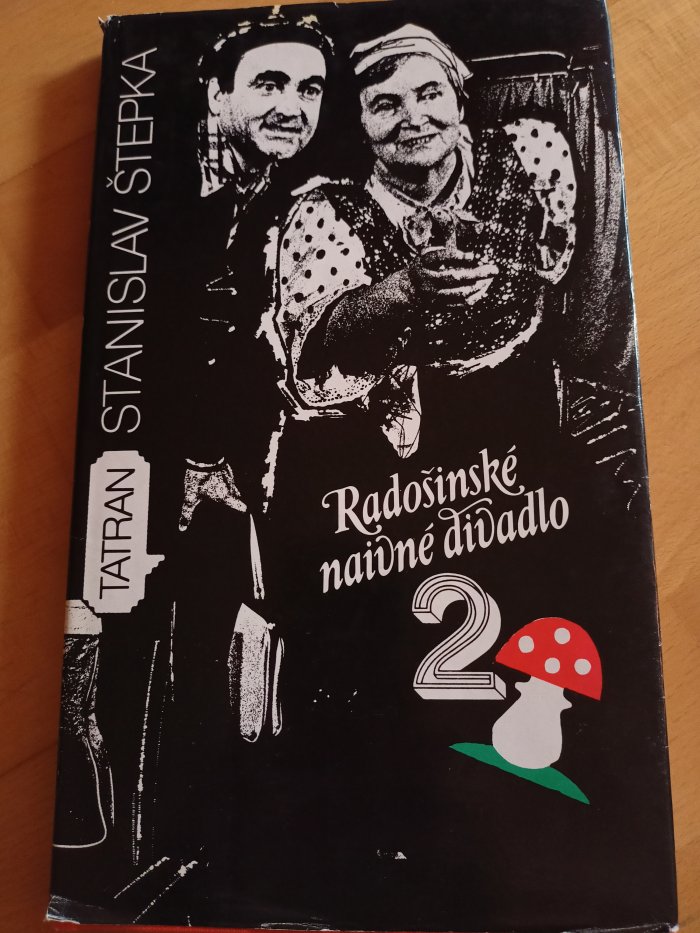 STANISLAV ŠTEPKA
TATRAN
Radošinské
naivné divadlo
2